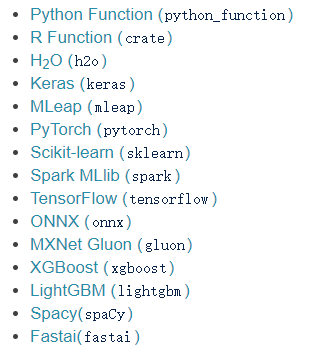 Python Function (python_function)
R Function (crate)
H2O (h2o)
Keras (keras)
MLeap (mleap)
PyTorch (pytorch)
Scikit-learn (sklearn)
Spark MLlib (spark)
TensorFlow (tensorflow)
ONNX (onnx)
MXNet Gluon (gluon)
XGBoost (xgboost)
LightGBM (lightgbm)
Spacy(spaCy)
Fastai(fastai)